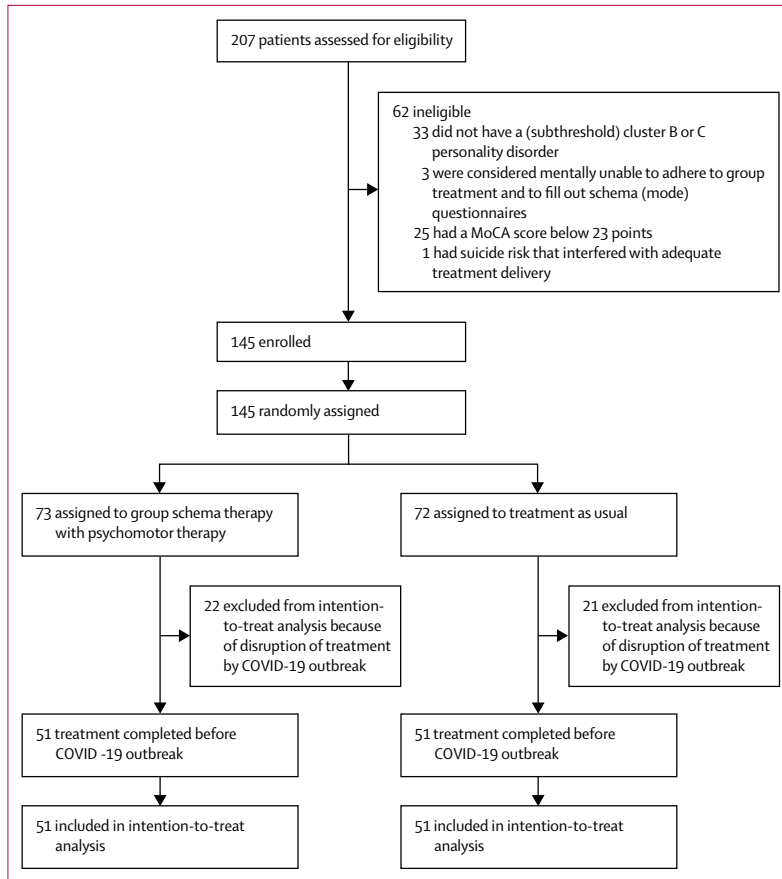 207 patients assessed for eligibility
62 ineligible
33 did not have a (subthreshold) cluster B or C
personality disorder
3 were considered mentally unable to adhere to group
treatment and to fill out schema (mode)
questionnaires
25 had a MoCA score below 23 points
1 had suicide risk that interfered with adequate
treatment delivery
145 enrolled
145 randomly assigned
73 assigned to group schema therapy
with psychomotor therapy
72 assigned to treatment as usual
22 excluded from intention-
to-treat analysis because
of disruption of treatment
by COVID-19 outbreak
21 excluded from intention-
to-treat analysis because
of disruption of treatment
by COVID-19 outbreak
51 treatment completed before
COVID -19 outbreak
51 treatment completed before
COVID-19 outbreak
51 included in intention-to-treat
analysis
51 included in intention-to-treat
analysis